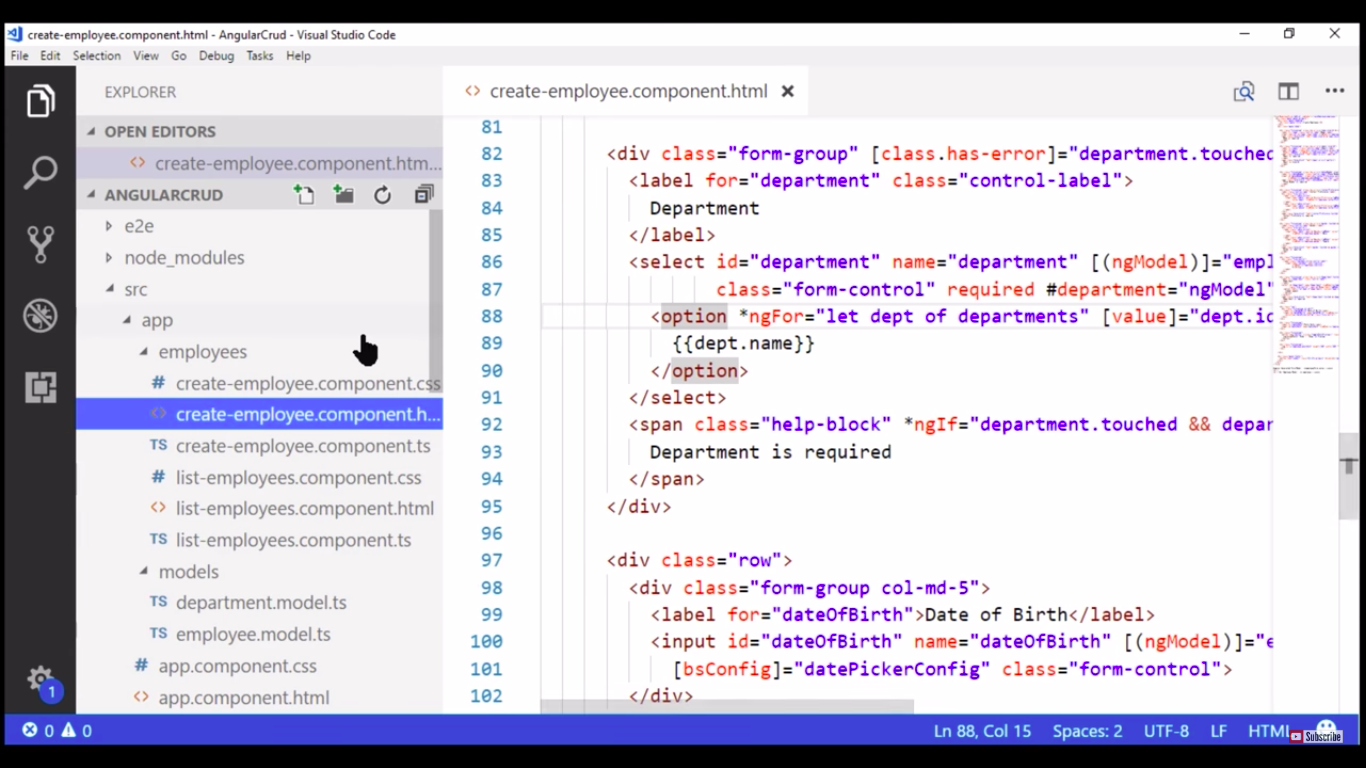 create-employee.component.html - AngularCrud - Visual Studio Code
File Edit Selection View Go Debug Tasks Help
EXPLORER
OPEN EDITORS
create-employee.component.htm...
ANGULARCRUD
e2e
node_modules
src
app
employees
# create-employee.component.css
<> create-employee.component.h...
TS create-employee.component.ts
# list-employees.component.css
<> list-employees.component.html
TS list-employees.component.ts
models
TS department.model.ts
TS employee.model.ts
# app.component.css
<> app.component.html
1
<> create-employee.component.html
81
82 <div class="form-group" [class.has-error]="department.touched
83 <label for="department" class="control-label">
84 Department
85 </label>
86 <select id="department" name="department" [(ngModel)]="empl
87 class="form-control" required #department="ngModel"
88 <option *ngFor="let dept of departments" [value]="dept.id
89 {{dept.name}}
90 </option>
91 </select>
92 <span class="help-block" *ngIf="department.touched && depar
93 Department is required
94 </span>
95 </div>
96
97 <div class="row">
98 <div class="form-group col-md-5">
99 <label for="dateOfBirth">Date of Birth</label>
100 <input id="dateOfBirth" name="dateOfBirth" [(ngModel)]="e
101 [bsConfig]="datePickerConfig" class="form-control">
102 </div>
0 0 Ln 88, Col 15 Spaces: 2 UTF-8 LF HTML
Subscribe